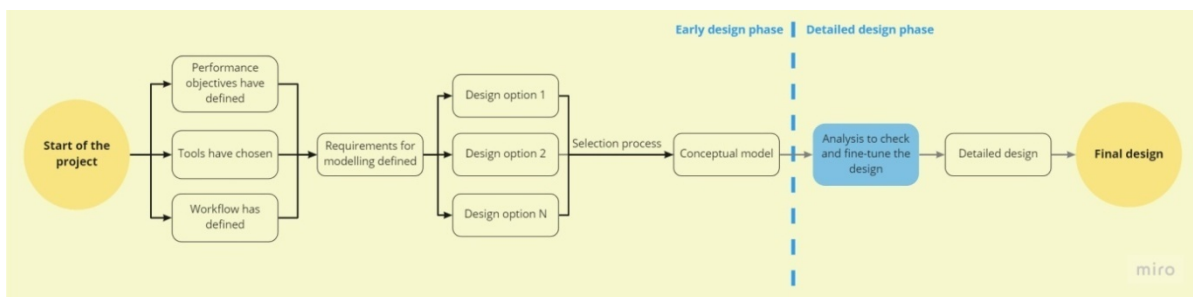 Early design phase
Detailed design phase
Start of the
project
Performance
objectives have
defined
Tools have chosen
Workflow has
defined
Requirements for
modelling defined
Design option 1
Design option 2
Design option N
Selection process
Conceptual model
Analysis to check
and fine-tune the
design
Detailed design
Final design
miro